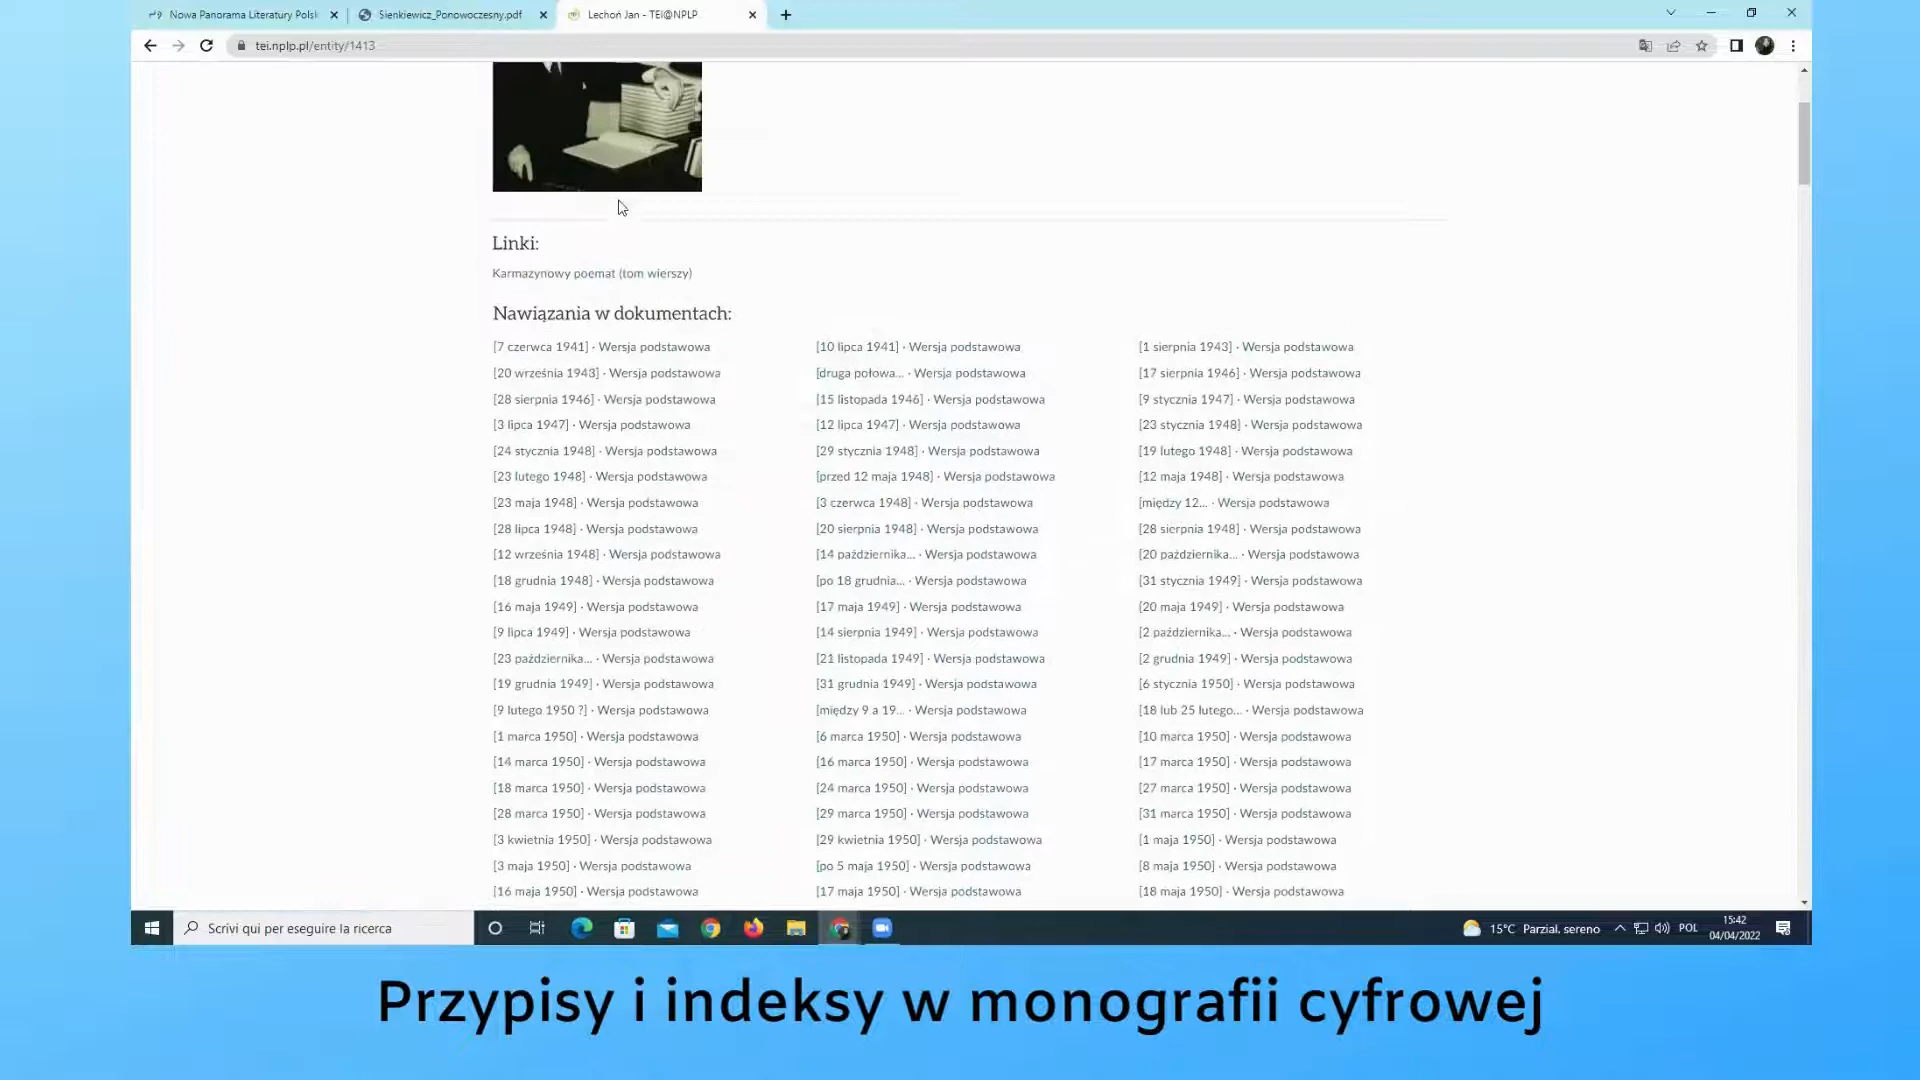 Nowa Panorama Literatury Polski
Sienkiewicz_Ponowoczesny.pdf
Lechoń Jan - TEI@NPLP
tei.nplp.pl/entity/1413
Linki:
Karmazynowy poemat (tom wierszy)
Nawiązania w dokumentach:
[7 czerwca 1941] · Wersja podstawowa [10 lipca 1941] · Wersja podstawowa [1 sierpnia 1943] · Wersja podstawowa
[20 września 1943] · Wersja podstawowa [druga połowa... · Wersja podstawowa [17 sierpnia 1946] · Wersja podstawowa
[28 sierpnia 1946] · Wersja podstawowa [15 listopada 1946] · Wersja podstawowa [9 stycznia 1947] · Wersja podstawowa
[3 lipca 1947] · Wersja podstawowa [12 lipca 1947] · Wersja podstawowa [23 stycznia 1948] · Wersja podstawowa
[24 stycznia 1948] · Wersja podstawowa [29 stycznia 1948] · Wersja podstawowa [19 lutego 1948] · Wersja podstawowa
[23 lutego 1948] · Wersja podstawowa [przed 12 maja 1948] · Wersja podstawowa [12 maja 1948] · Wersja podstawowa
[23 maja 1948] · Wersja podstawowa [3 czerwca 1948] · Wersja podstawowa [między 12... · Wersja podstawowa
[28 lipca 1948] · Wersja podstawowa [20 sierpnia 1948] · Wersja podstawowa [28 sierpnia 1948] · Wersja podstawowa
[12 września 1948] · Wersja podstawowa [14 października... · Wersja podstawowa [20 października... · Wersja podstawowa
[18 grudnia 1948] · Wersja podstawowa [po 18 grudnia... · Wersja podstawowa [31 stycznia 1949] · Wersja podstawowa
[16 maja 1949] · Wersja podstawowa [17 maja 1949] · Wersja podstawowa [20 maja 1949] · Wersja podstawowa
[9 lipca 1949] · Wersja podstawowa [14 sierpnia 1949] · Wersja podstawowa [2 października... · Wersja podstawowa
[23 października... · Wersja podstawowa [21 listopada 1949] · Wersja podstawowa [2 grudnia 1949] · Wersja podstawowa
[19 grudnia 1949] · Wersja podstawowa [31 grudnia 1949] · Wersja podstawowa [6 stycznia 1950] · Wersja podstawowa
[9 lutego 1950 ?] · Wersja podstawowa [między 9 a 19... · Wersja podstawowa [18 lub 25 lutego... · Wersja podstawowa
[1 marca 1950] · Wersja podstawowa [6 marca 1950] · Wersja podstawowa [10 marca 1950] · Wersja podstawowa
[14 marca 1950] · Wersja podstawowa [16 marca 1950] · Wersja podstawowa [17 marca 1950] · Wersja podstawowa
[18 marca 1950] · Wersja podstawowa [24 marca 1950] · Wersja podstawowa [27 marca 1950] · Wersja podstawowa
[28 marca 1950] · Wersja podstawowa [29 marca 1950] · Wersja podstawowa [31 marca 1950] · Wersja podstawowa
[3 kwietnia 1950] · Wersja podstawowa [29 kwietnia 1950] · Wersja podstawowa [1 maja 1950] · Wersja podstawowa
[3 maja 1950] · Wersja podstawowa [po 5 maja 1950] · Wersja podstawowa [8 maja 1950] · Wersja podstawowa
[16 maja 1950] · Wersja podstawowa [17 maja 1950] · Wersja podstawowa [18 maja 1950] · Wersja podstawowa
Scrivi qui per eseguire la ricerca
15°C Parzial. sereno
POL
15:42
04/04/2022
Przypisy i indeksy w monografii cyfrowej